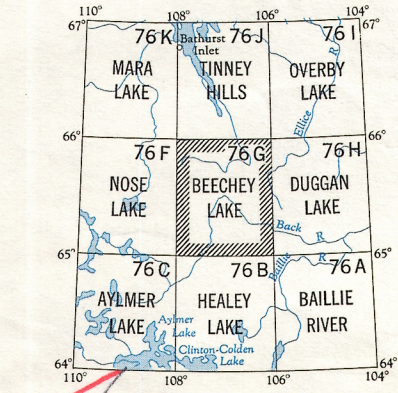 110° 108° 106° 104°
67° 67°
76 K 76 J 76 I
Bathurst
Inlet
MARA
LAKE
TINNEY
HILLS
OVERBY
LAKE
R
Ellice
66° 66°
76 F 76 G 76 H
NOSE
LAKE
BEECHEY
LAKE
DUGGAN
LAKE
Back R
65° 65°
Baillie R
76 C 76 B 76 A
AYLMER
LAKE
HEALEY
LAKE
BAILLIE
RIVER
Aylmer
Lake
Clinton-Colden
Lake
64° 64°
110° 108° 106° 104°